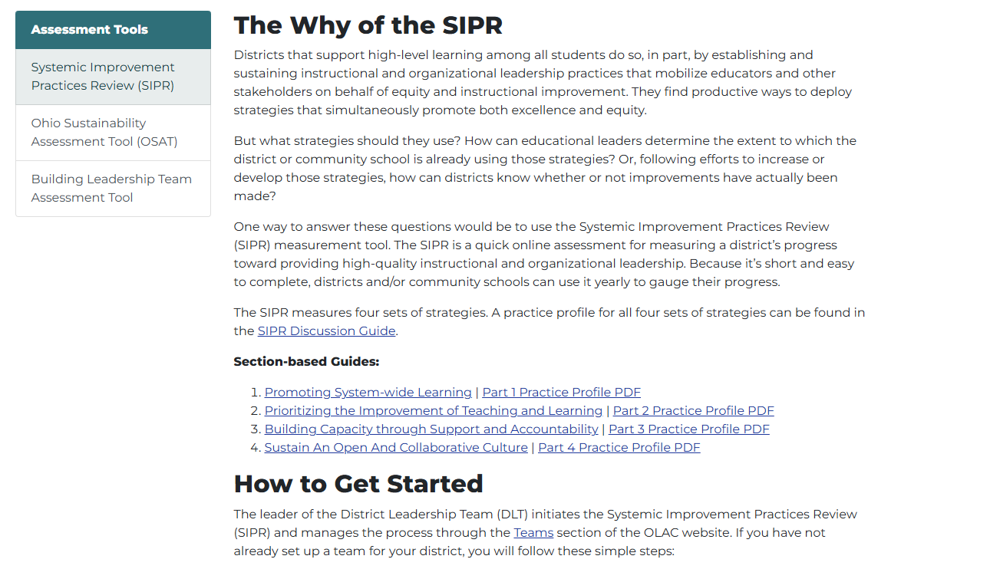 Assessment Tools
Systemic Improvement
Practices Review (SIPR)
Ohio Sustainability
Assessment Tool (OSAT)
Building Leadership Team
Assessment Tool
The Why of the SIPR
Districts that support high-level learning among all students do so, in part, by establishing and
sustaining instructional and organizational leadership practices that mobilize educators and other
stakeholders on behalf of equity and instructional improvement. They find productive ways to deploy
strategies that simultaneously promote both excellence and equity.
But what strategies should they use? How can educational leaders determine the extent to which the
district or community school is already using those strategies? Or, following efforts to increase or
develop those strategies, how can districts know whether or not improvements have actually been
made?
One way to answer these questions would be to use the Systemic Improvement Practices Review
(SIPR) measurement tool. The SIPR is a quick online assessment for measuring a district’s progress
toward providing high-quality instructional and organizational leadership. Because it’s short and easy
to complete, districts and/or community schools can use it yearly to gauge their progress.
The SIPR measures four sets of strategies. A practice profile for all four sets of strategies can be found in
the SIPR Discussion Guide.
Section-based Guides:
1. Promoting System-wide Learning | Part 1 Practice Profile PDF
2. Prioritizing the Improvement of Teaching and Learning | Part 2 Practice Profile PDF
3. Building Capacity through Support and Accountability | Part 3 Practice Profile PDF
4. Sustain An Open And Collaborative Culture | Part 4 Practice Profile PDF
How to Get Started
The leader of the District Leadership Team (DLT) initiates the Systemic Improvement Practices Review
(SIPR) and manages the process through the Teams section of the OLAC website. If you have not
already set up a team for your district, you will follow these simple steps: